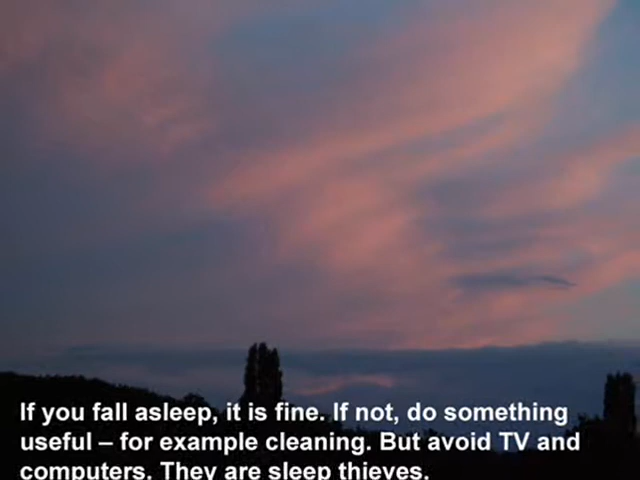 If you fall asleep, it is fine. If not, do something
useful – for example cleaning. But avoid TV and
computers. They are sleep thieves.